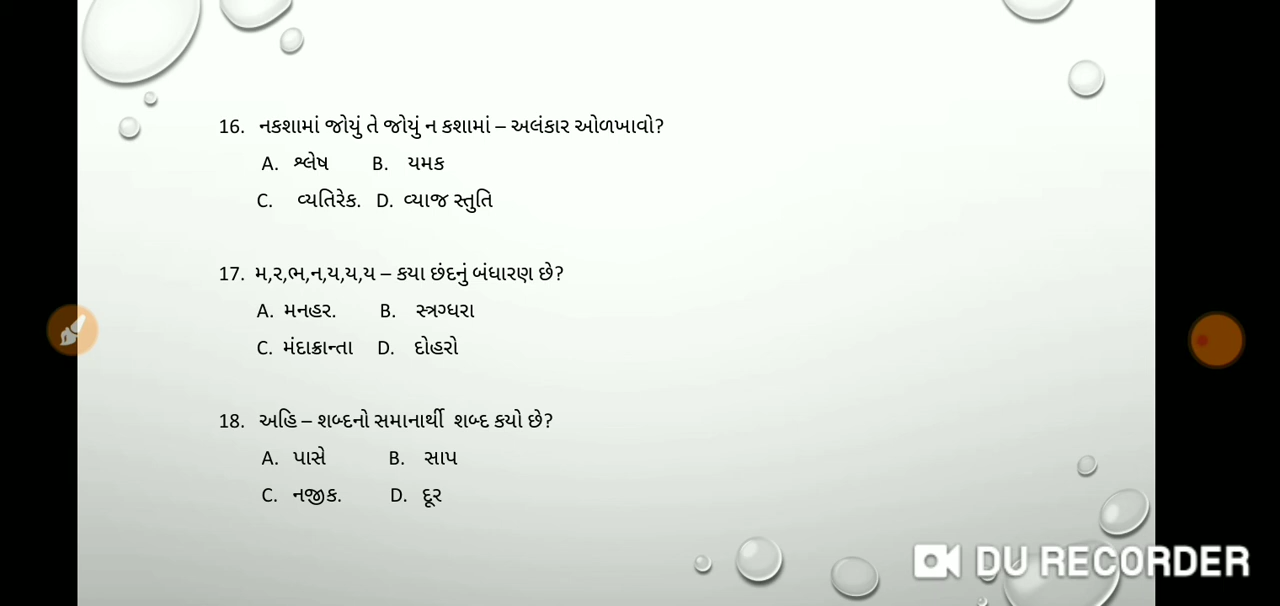 16. નકશામાં જોયું તે જોયું ન કશામાં – અલંકાર ઓળખાવો?
A. શ્લેષ B. યમક
C. વ્યતિરેક. D. વ્યાજ સ્તુતિ
17. મ,ર,ભ,ન,ય,ય,ય – કયા છંદનું બંધારણ છે?
A. મનહર. B. સ્ત્રગ્ધરા
C. મંદાક્રાન્તા D. દોહરો
18. અહિ – શબ્દનો સમાનાર્થી શબ્દ કયો છે?
A. પાસે B. સાપ
C. નજીક. D. દૂર
DU RECORDER